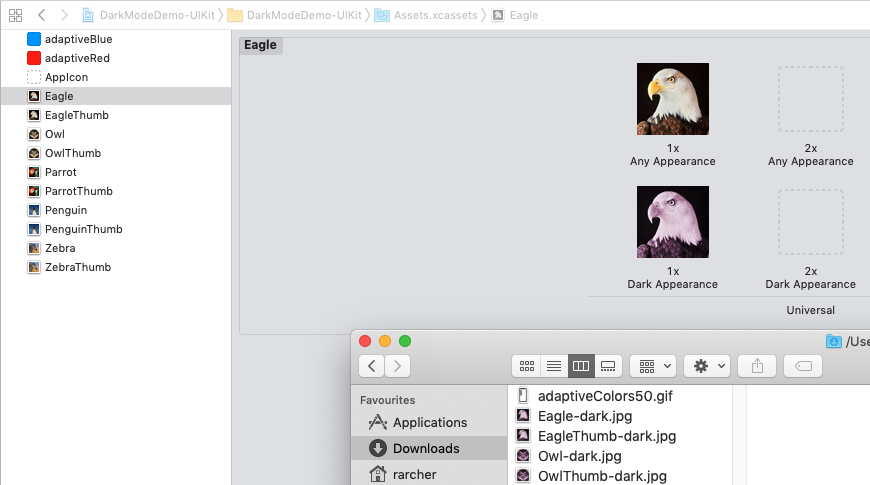 DarkModeDemo-UIKit
DarkModeDemo-UIKit
Assets.xcassets
Eagle
adaptiveBlue
adaptiveRed
AppIcon
Eagle
EagleThumb
Owl
OwlThumb
Parrot
ParrotThumb
Penguin
PenguinThumb
Zebra
ZebraThumb
Eagle
1x
Any Appearance
2x
Any Appearance
1x
Dark Appearance
2x
Dark Appearance
Universal
/Use
Favourites
Applications
Downloads
rarcher
adaptiveColors50.gif
Eagle-dark.jpg
EagleThumb-dark.jpg
Owl-dark.jpg
OwlThumb-dark.jpg